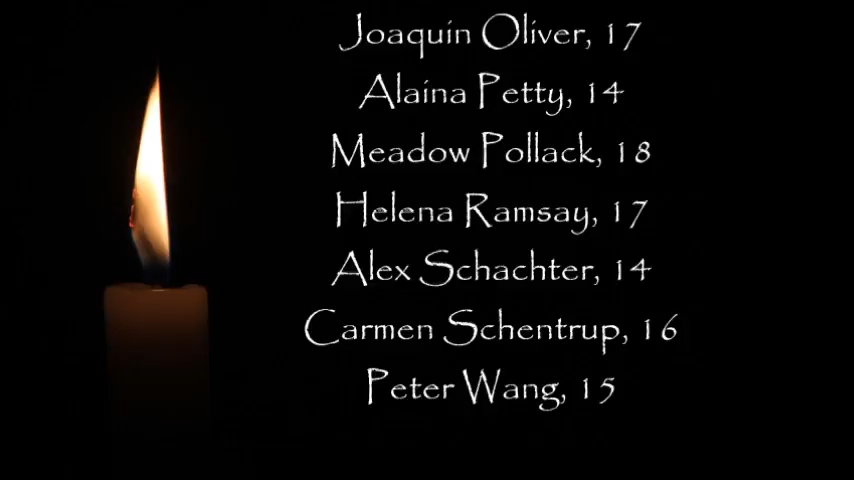 Joaquin Oliver, 17
Alaina Petty, 14
Meadow Pollack, 18
Helena Ramsay, 17
Alex Schachter, 14
Carmen Schentrup, 16
Peter Wang, 15